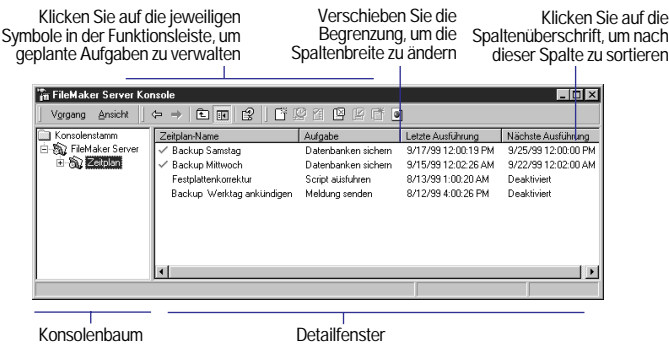 Klicken Sie auf die jeweiligen
Symbole in der Funktionsleiste, um
geplante Aufgaben zu verwalten
Verschieben Sie die
Begrenzung, um die
Spaltenbreite zu ändern
Klicken Sie auf die
Spaltenüberschrift, um nach
dieser Spalte zu sortieren
FileMaker Server Konsole
Vorgang Ansicht
Konsolenstamm
FileMaker Server
Zeitplan
Zeitplan-Name Aufgabe Letzte Ausführung Nächste Ausführung
Backup Samstag Datenbanken sichern 9/17/99 12:00:19 PM 9/25/99 12:00:00 PM
Backup Mittwoch Datenbanken sichern 9/15/99 12:02:26 AM 9/22/99 12:02:00 AM
Festplattenkorrektur Script aüsfuhren 8/13/99 1:00:20 AM Deaktiviert
Backup Werktag ankündigen Meldung senden 8/12/99 4:00:26 PM Deaktiviert
Konsolenbaum
Detailfenster